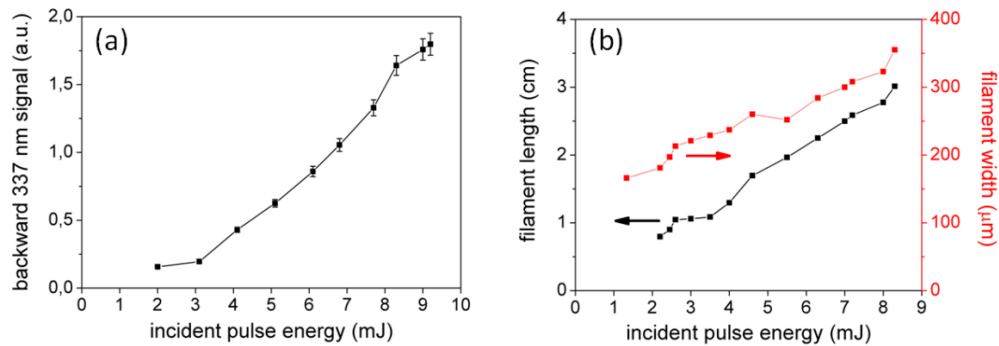 (a)
backward 337 nm signal (a.u.)
2,0
1,5
1,0
0,5
0,0
0 1 2 3 4 5 6 7 8 9 10
incident pulse energy (mJ)
(b)
filament length (cm)
4
3
2
1
0
0 1 2 3 4 5 6 7 8 9
incident pulse energy (mJ)
400
300
200
100
0
filament width (μm)